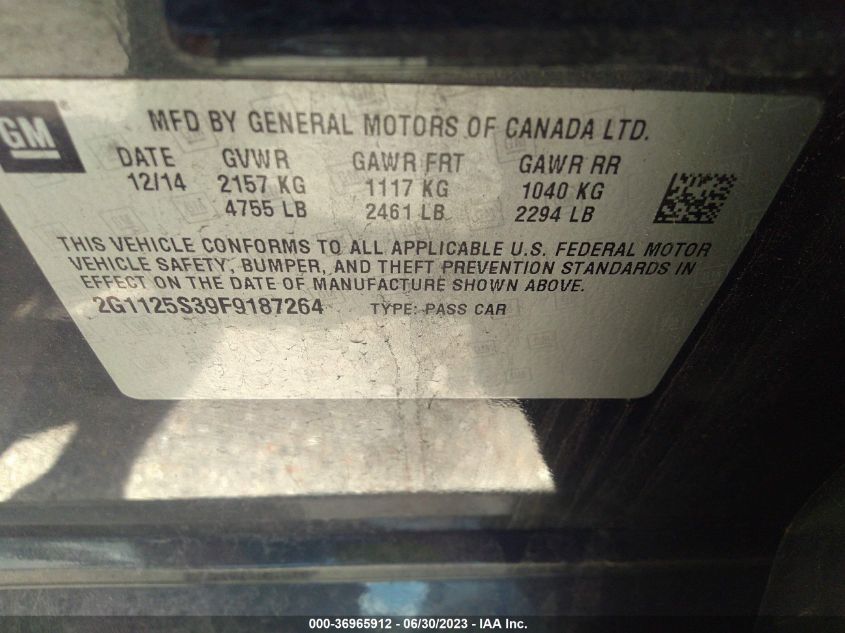 GM
MFD BY GENERAL MOTORS OF CANADA LTD.
DATE GVWR GAWR FRT GAWR RR
12/14 2157 KG 1117 KG 1040 KG
4755 LB 2461 LB 2294 LB
THIS VEHICLE CONFORMS TO ALL APPLICABLE U.S. FEDERAL MOTOR
VEHICLE SAFETY, BUMPER, AND THEFT PREVENTION STANDARDS IN
EFFECT ON THE DATE OF MANUFACTURE SHOWN ABOVE.
2G1125S39F9187264 TYPE: PASS CAR
000-36965912 - 06/30/2023 - IAA Inc.